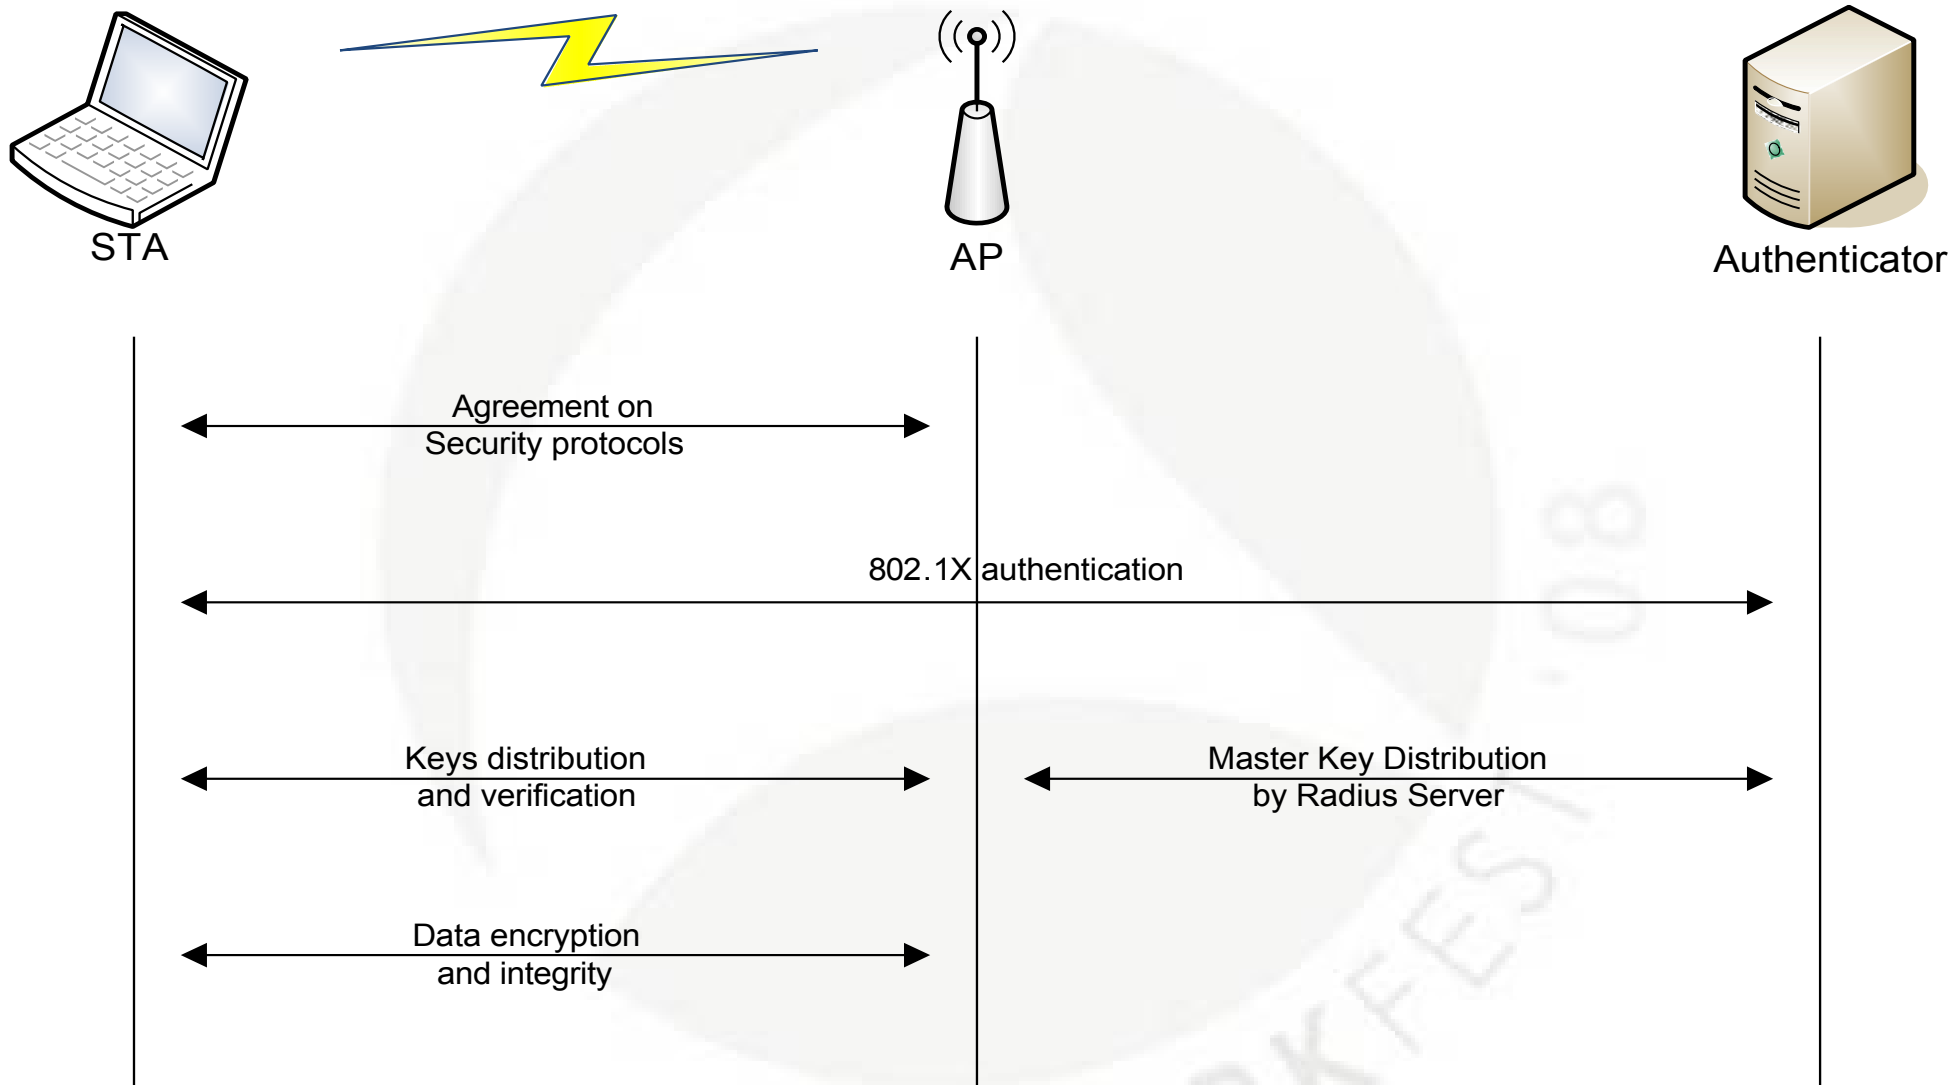 STA
AP
Authenticator
Agreement on
Security protocols
802.1X authentication
Keys distribution
and verification
Master Key Distribution
by Radius Server
Data encryption
and integrity